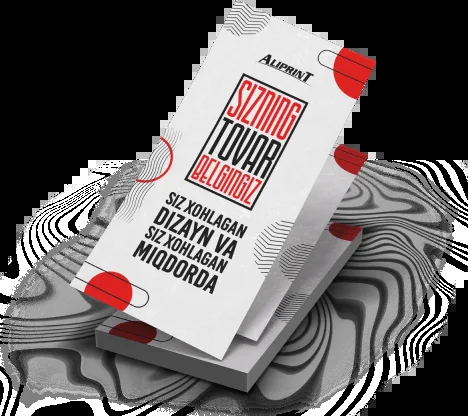 ALIPRINT
SIZNING
TOVAR
BELGINGIZ
SIZ XOHLAGAN
DIZAYN VA
SIZ XOHLAGAN
MIQDORDA